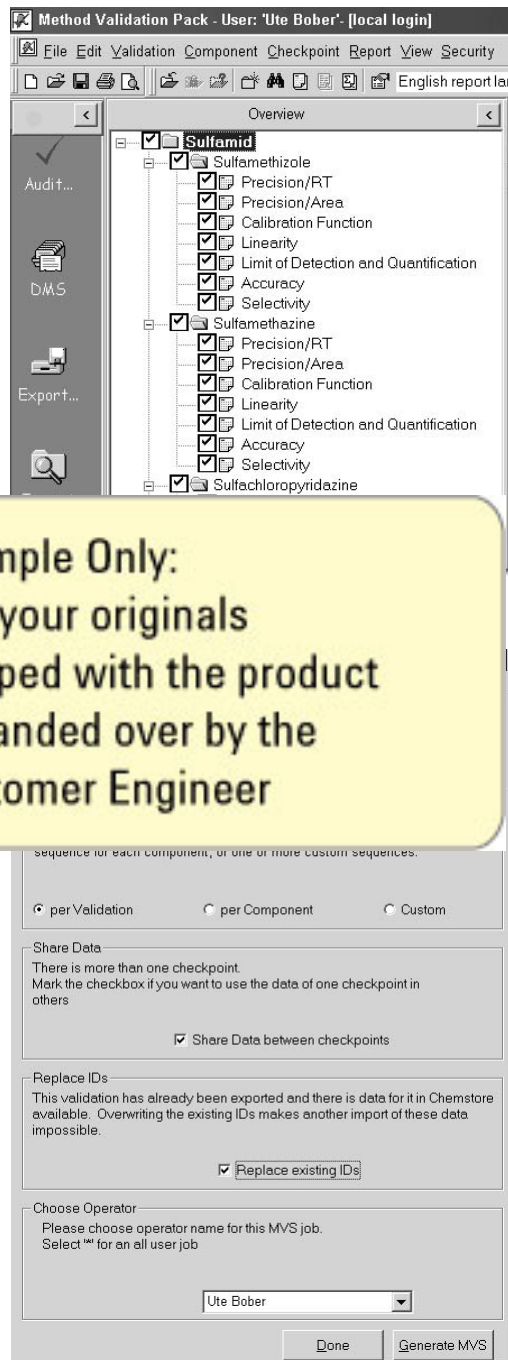 Method Validation Pack - User: 'Ute Bober'- [local login]
File Edit Validation Component Checkpoint Report View Security
English report
Overview
Audit...
DMS
Export...
Sulfamid
Sulfamethizole
Precision/RT
Precision/Area
Calibration Function
Linearity
Limit of Detection and Quantification
Accuracy
Selectivity
Sulfamethazine
Precision/RT
Precision/Area
Calibration Function
Linearity
Limit of Detection and Quantification
Accuracy
Selectivity
Sulfachloropyridazine
mple Only:
your originals
ped with the product
anded over by the
tomer Engineer
sequence for each component, or one or more custom sequences.
per Validation per Component Custom
Share Data
There is more than one checkpoint.
Mark the checkbox if you want to use the data of one checkpoint in
others
Share Data between checkpoints
Replace IDs
This validation has already been exported and there is data for it in Chemstore
available. Overwriting the existing IDs makes another import of these data
impossible.
Replace existing IDs
Choose Operator
Please choose operator name for this MVS job.
Select '*' for an all user job
Ute Bober
Done Generate MVS